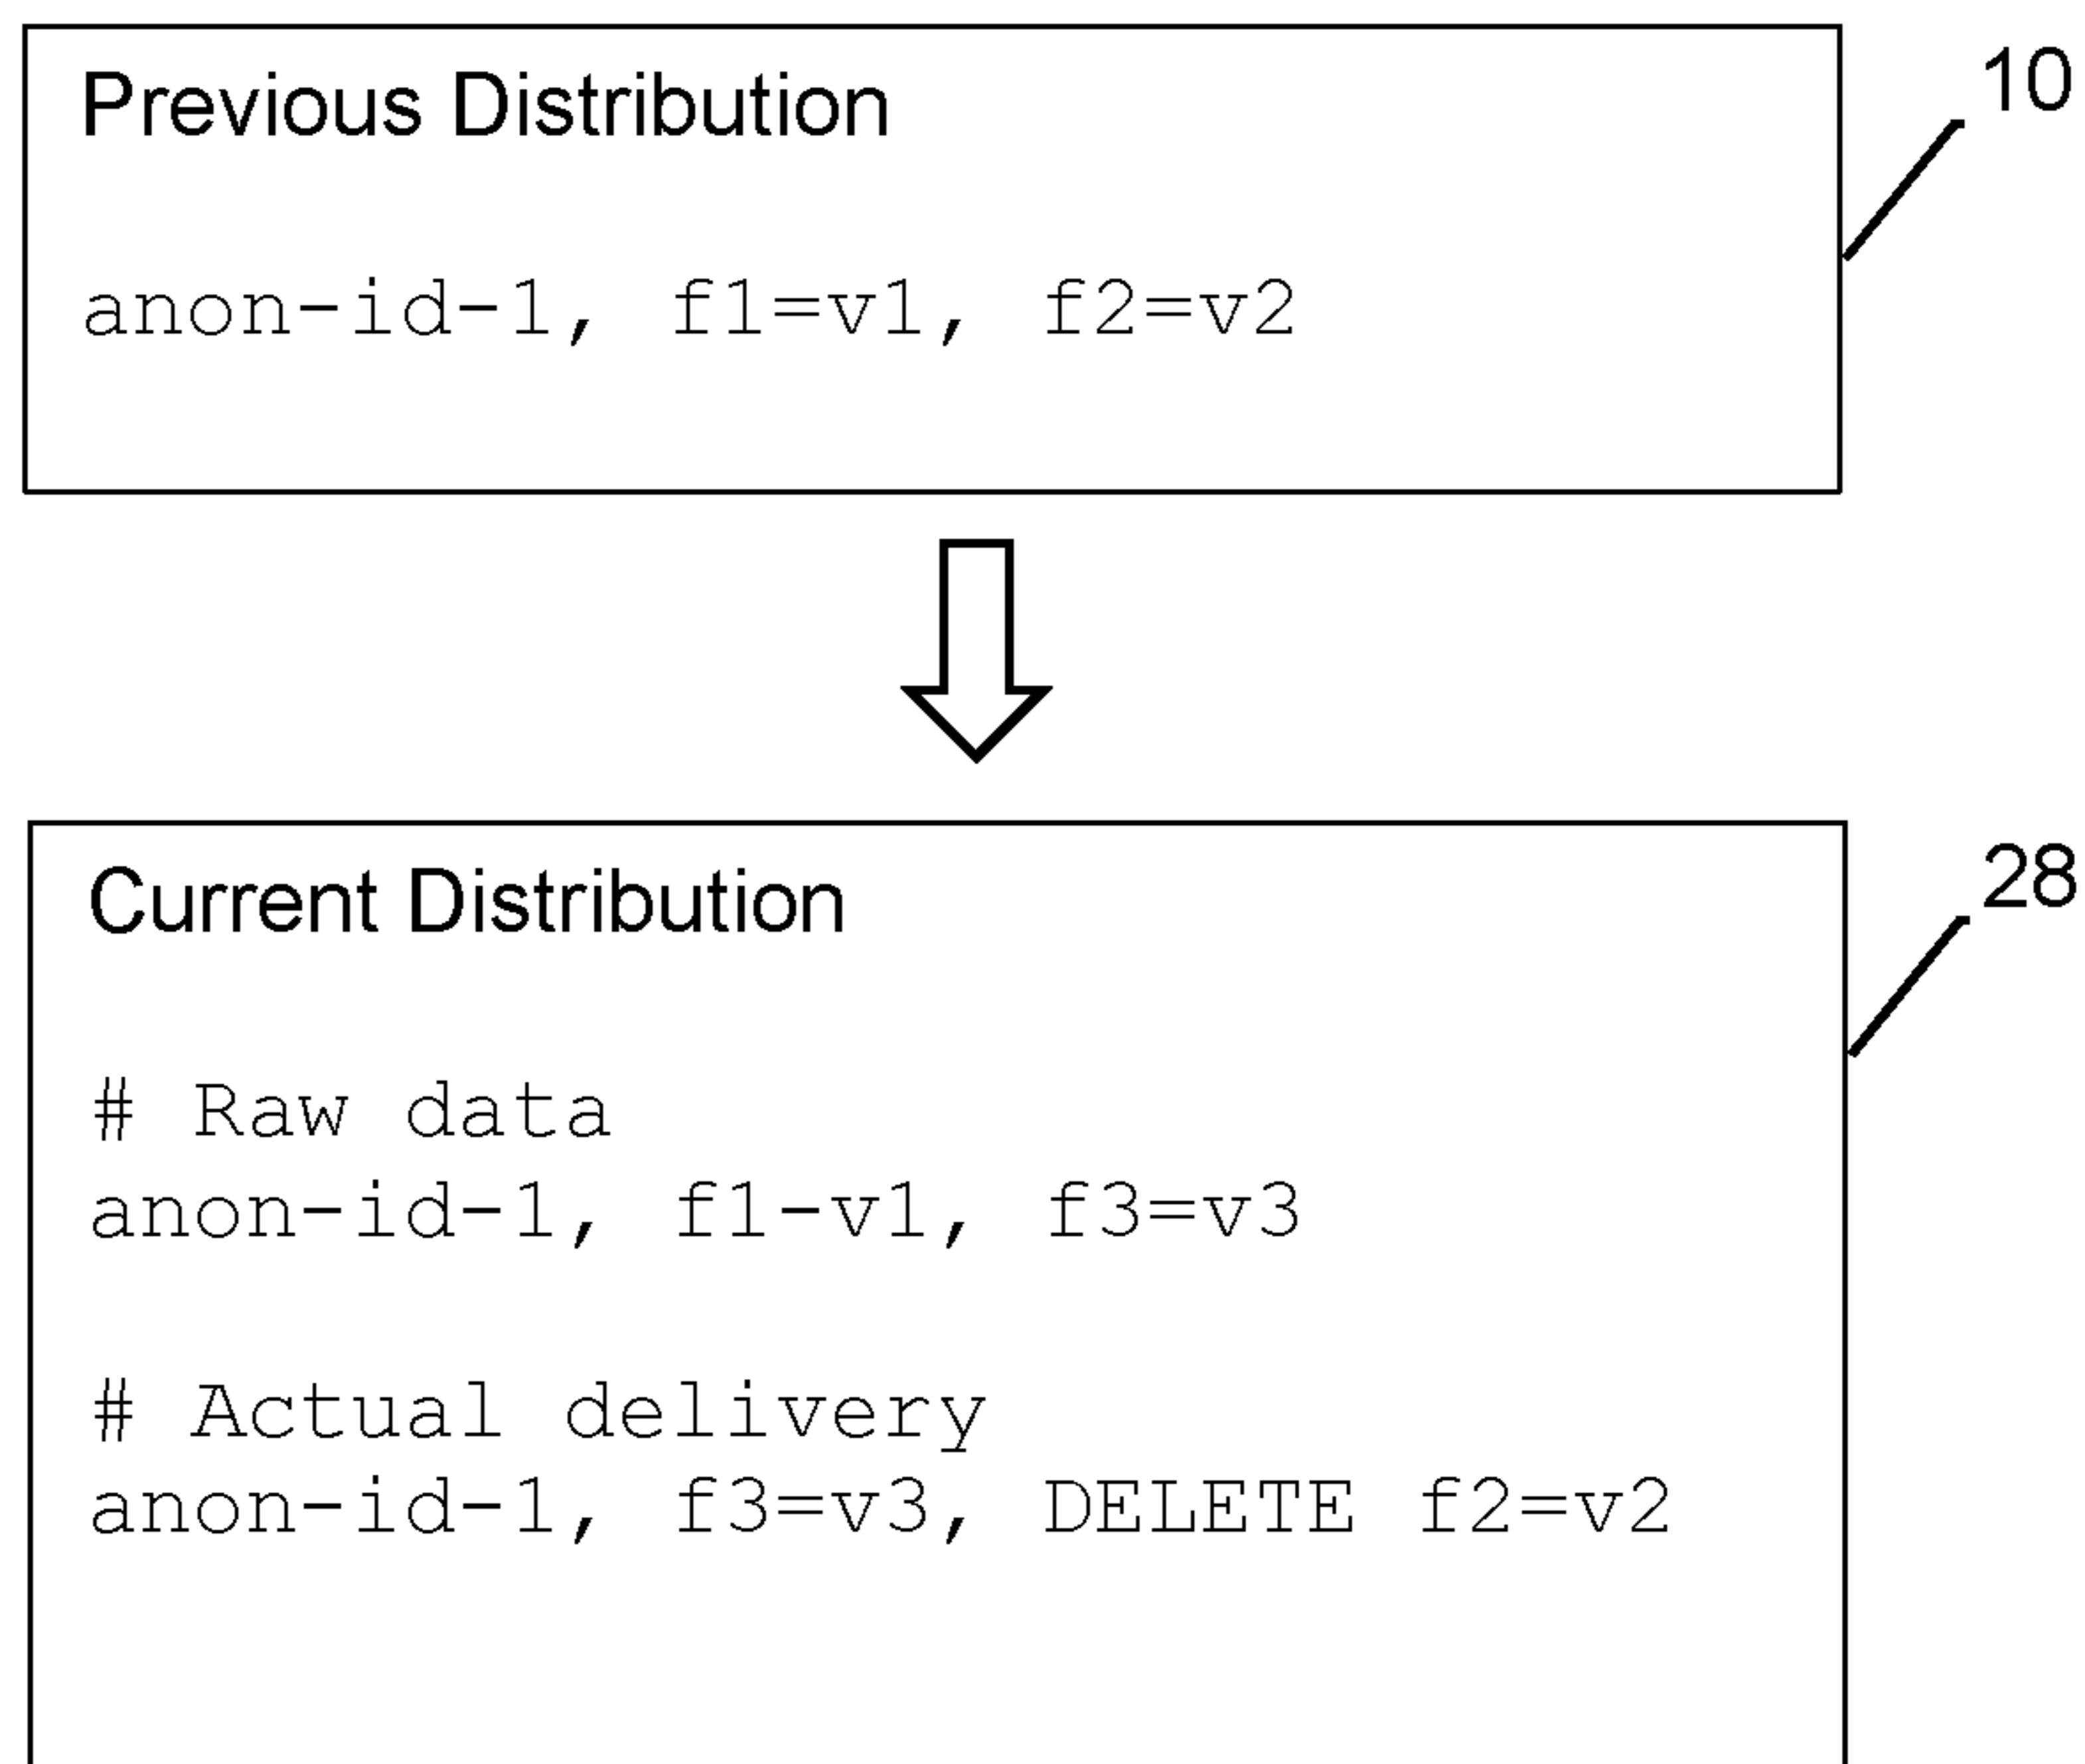 Previous Distribution
10
anon-id-1, f1=v1, f2=v2
Current Distribution
28
# Raw data
anon-id-1, f1-v1, f3=v3
# Actual delivery
anon-id-1, f3=v3, DELETE f2=v2